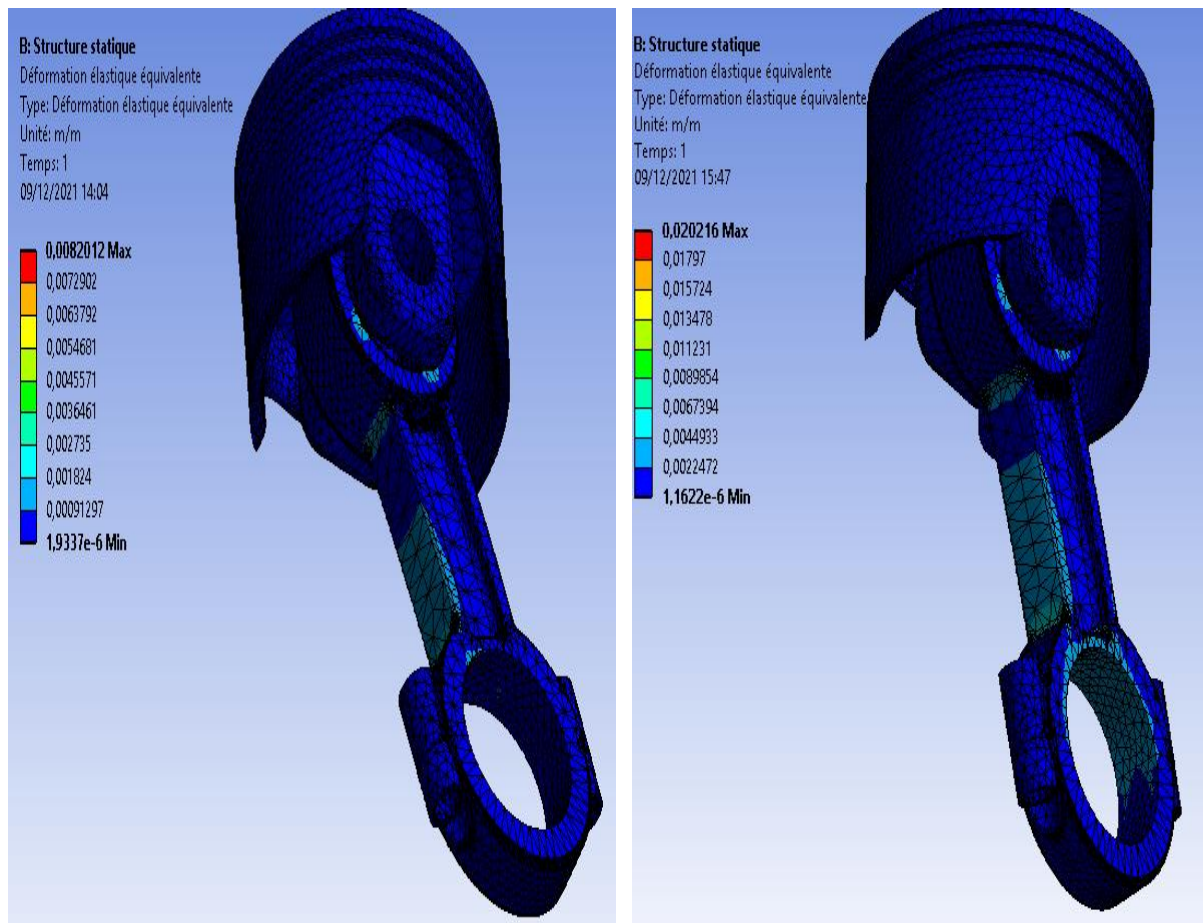 B: Structure statique
Déformation élastique équivalente
Type: Déformation élastique équivalente
Unité: m/m
Temps: 1
09/12/2021 14:04
0,0082012 Max
0,0072902
0,0063792
0,0054681
0,0045571
0,0036461
0,002735
0,001824
0,00091297
1,9337e-6 Min
B: Structure statique
Déformation élastique équivalente
Type: Déformation élastique équivalente
Unité: m/m
Temps: 1
09/12/2021 15:47
0,020216 Max
0,01797
0,015724
0,013478
0,011231
0,0089854
0,0067394
0,0044933
0,0022472
1,1622e-6 Min